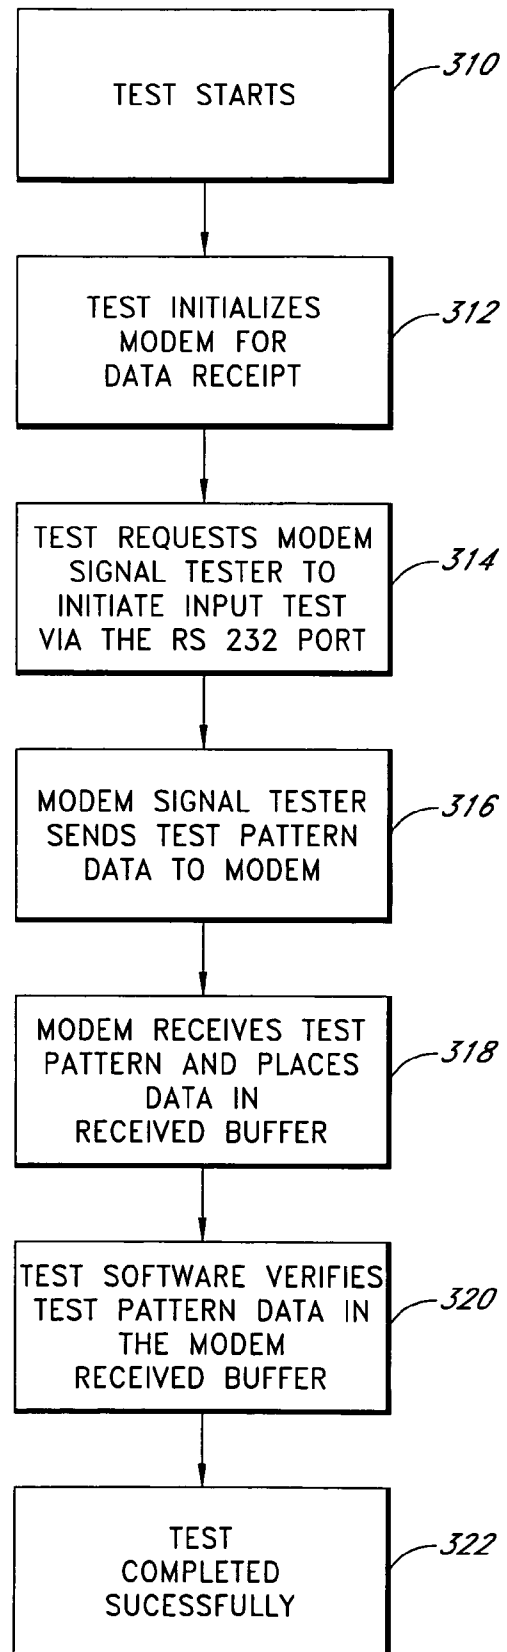 TEST STARTS
310
TEST INITIALIZES
MODEM FOR
DATA RECEIPT
312
TEST REQUESTS MODEM
SIGNAL TESTER TO
INITIATE INPUT TEST
VIA THE RS 232 PORT
314
MODEM SIGNAL TESTER
SENDS TEST PATTERN
DATA TO MODEM
316
MODEM RECEIVES TEST
PATTERN AND PLACES
DATA IN
RECEIVED BUFFER
318
TEST SOFTWARE VERIFIES
TEST PATTERN DATA IN
THE MODEM
RECEIVED BUFFER
320
TEST
COMPLETED
SUCESSFULLY
322